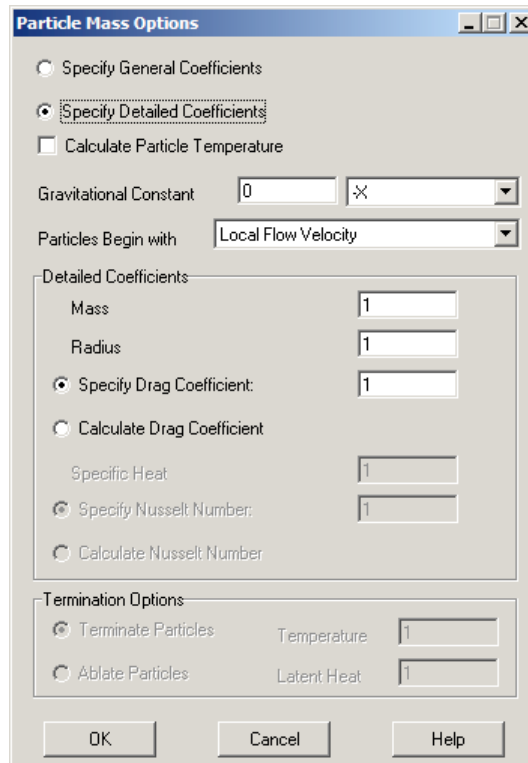 Particle Mass Options
Specify General Coefficients
Specify Detailed Coefficients
Calculate Particle Temperature
Gravitational Constant 0 -X
Particles Begin with Local Flow Velocity
Detailed Coefficients
Mass 1
Radius 1
Specify Drag Coefficient: 1
Calculate Drag Coefficient
Specific Heat 1
Specify Nusselt Number: 1
Calculate Nusselt Number
Termination Options
Terminate Particles Temperature 1
Ablate Particles Latent Heat 1
OK Cancel Help